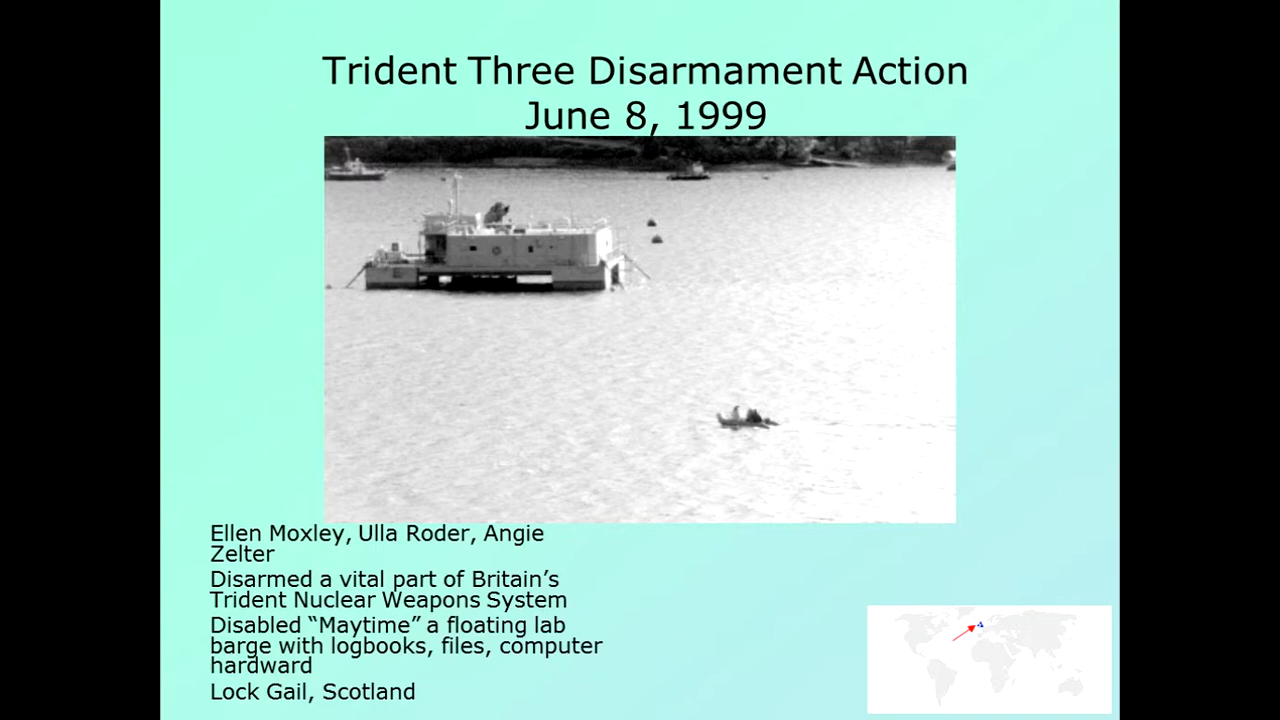 Trident Three Disarmament Action
June 8, 1999
Ellen Moxley, Ulla Roder, Angie
Zelter
Disarmed a vital part of Britain’s
Trident Nuclear Weapons System
Disabled “Maytime” a floating lab
barge with logbooks, files, computer
hardward
Lock Gail, Scotland